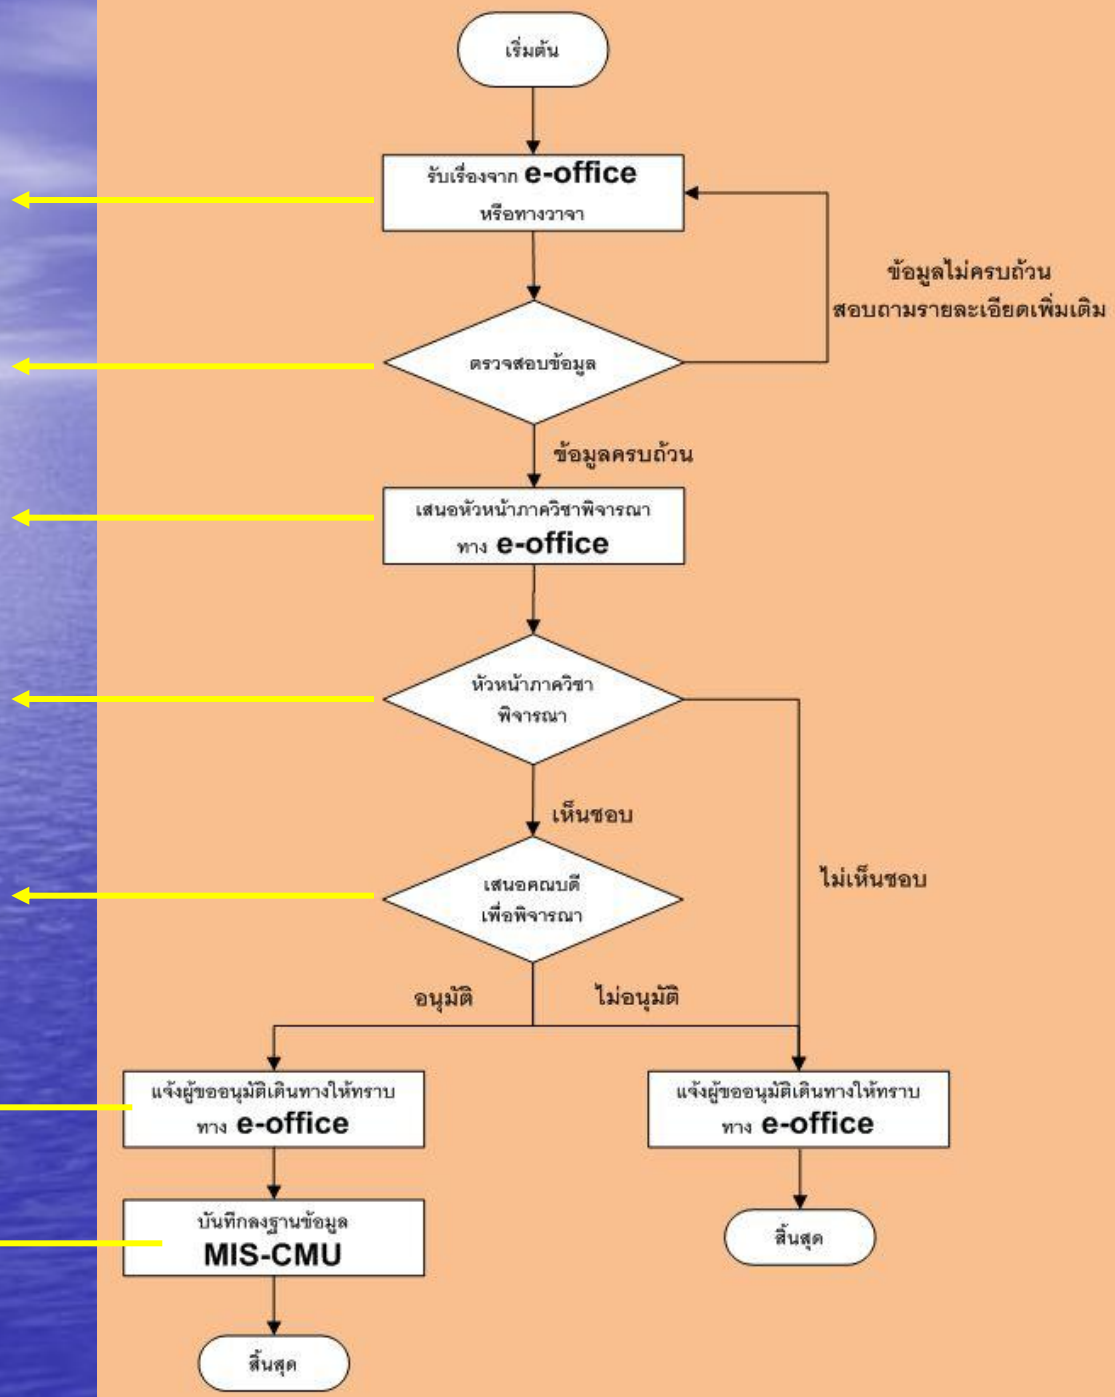 เริ่มต้น
รับเรื่องจาก e-office
หรือทางวาจา
ข้อมูลไม่ครบถ้วน
สอบถามรายละเอียดเพิ่มเติม
ตรวจสอบข้อมูล
ข้อมูลครบถ้วน
เสนอหัวหน้าภาควิชาพิจารณา
ทาง e-office
หัวหน้าภาควิชา
พิจารณา
เห็นชอบ
ไม่เห็นชอบ
เสนอคณบดี
เพื่อพิจารณา
อนุมัติ
ไม่อนุมัติ
แจ้งผู้ขออนุมัติเดินทางให้ทราบ
ทาง e-office
แจ้งผู้ขออนุมัติเดินทางให้ทราบ
ทาง e-office
บันทึกลงฐานข้อมูล
MIS-CMU
สิ้นสุด
สิ้นสุด